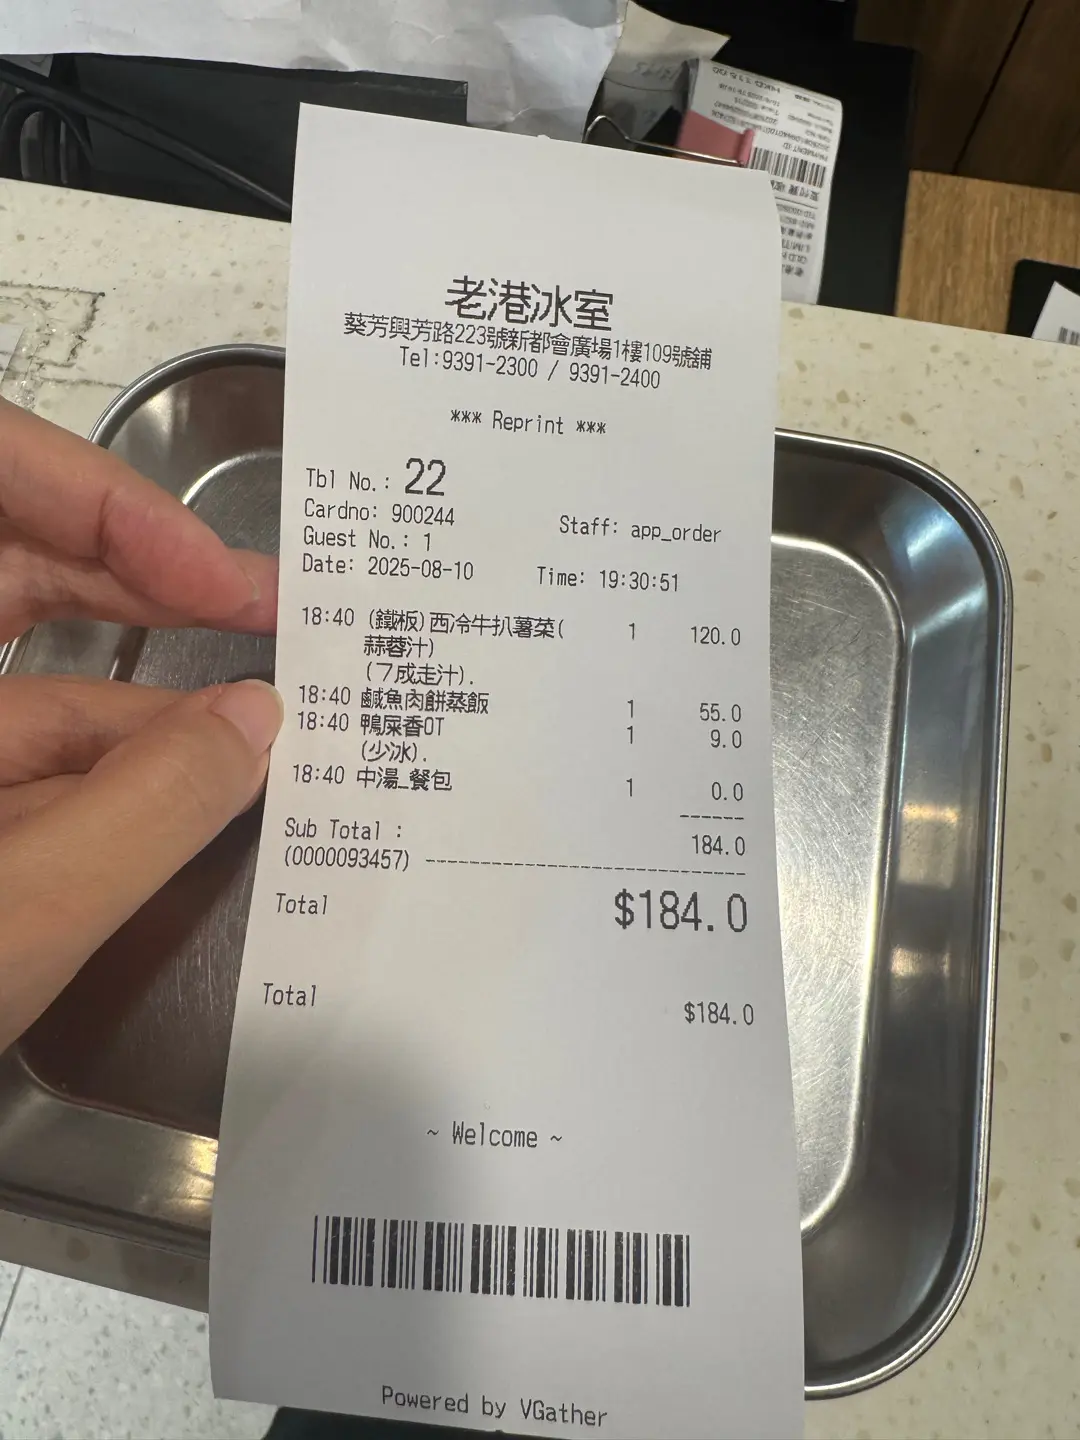 老港冰室
葵芳興芳路223號新都會廣場1樓109號舖
Tel:9391-2300 / 9391-2400
*** Reprint ***
Tbl No.: 22
Cardno: 900244 Staff: app_order
Guest No.: 1
Date: 2025-08-10 Time: 19:30:51
18:40 (鐵板)西冷牛扒薯菜( 1 120.0
蒜蓉汁)
(7成走汁).
18:40 鹹魚肉餅蒸飯 1 55.0
18:40 鴨屎香OT 1 9.0
(少冰).
18:40 中湯_餐包 1 0.0
Sub Total : 184.0
(0000093457)
Total $184.0
Total $184.0
~ Welcome ~
Powered by VGather
PAYMENT ID